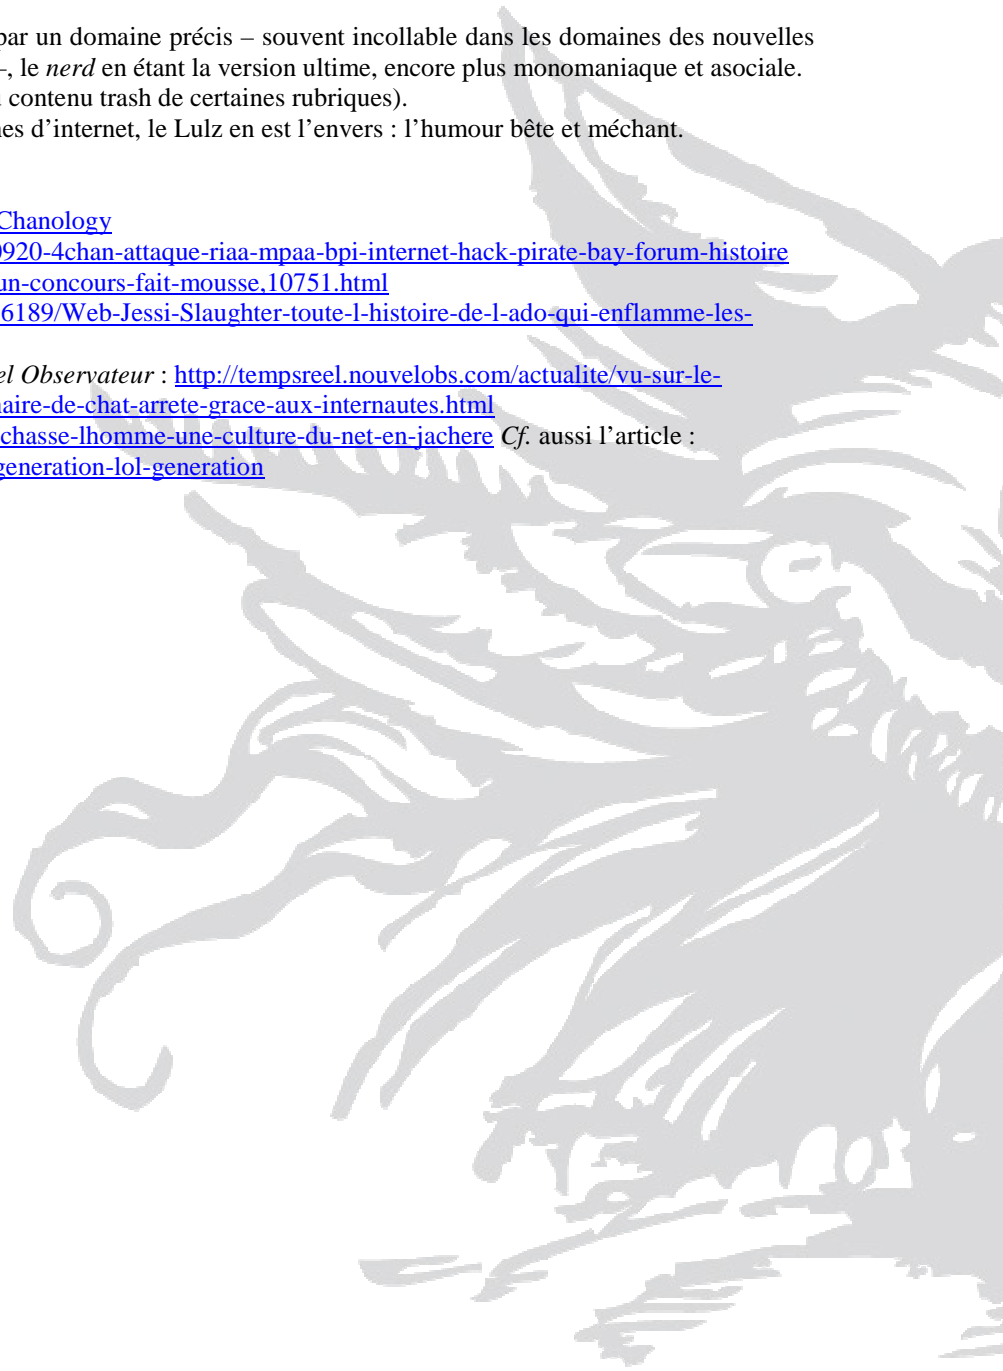 par un domaine précis – souvent incollable dans les domaines des nouvelles
–, le nerd en étant la version ultime, encore plus monomaniaque et asociale.
contenu trash de certaines rubriques).
nes d’internet, le Lulz en est l’envers : l’humour bête et méchant.
Chanology
0920-4chan-attaque-riaa-mpaa-bpi-internet-hack-pirate-bay-forum-histoire
un-concours-fait-mousse,10751.html
6189/Web-Jessi-Slaughter-toute-l-histoire-de-l-ado-qui-enflamme-les-
el Observateur : http://tempsreel.nouvelobs.com/actualite/vu-sur-le-
naire-de-chat-arrete-grace-aux-internautes.html
chasse-lhomme-une-culture-du-net-en-jachere Cf. aussi l’article :
generation-lol-generation